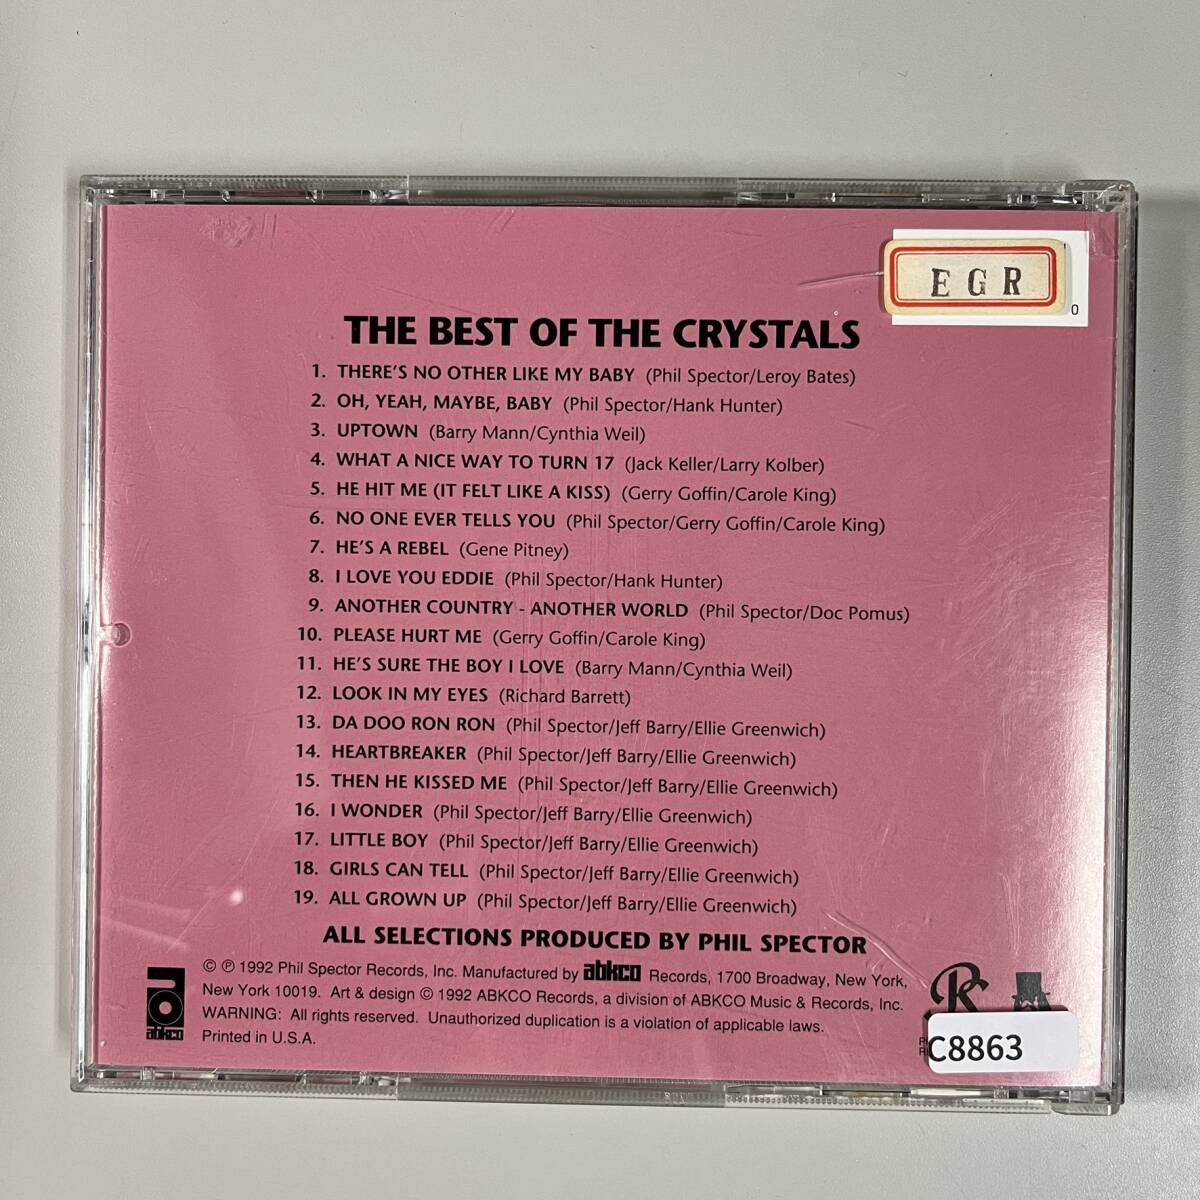 EGR
0
THE BEST OF THE CRYSTALS
1. THERE'S NO OTHER LIKE MY BABY (Phil Spector/Leroy Bates)
2. OH, YEAH, MAYBE, BABY (Phil Spector/Hank Hunter)
3. UPTOWN (Barry Mann/Cynthia Weil)
4. WHAT A NICE WAY TO TURN 17 (Jack Keller/Larry Kolber)
5. HE HIT ME (IT FELT LIKE A KISS) (Gerry Goffin/Carole King)
6. NO ONE EVER TELLS YOU (Phil Spector/Gerry Goffin/Carole King)
7. HE'S A REBEL (Gene Pitney)
8. I LOVE YOU EDDIE (Phil Spector/Hank Hunter)
9. ANOTHER COUNTRY - ANOTHER WORLD (Phil Spector/Doc Pomus)
10. PLEASE HURT ME (Gerry Goffin/Carole King)
11. HE'S SURE THE BOY I LOVE (Barry Mann/Cynthia Weil)
12. LOOK IN MY EYES (Richard Barrett)
13. DA DOO RON RON (Phil Spector/Jeff Barry/Ellie Greenwich)
14. HEARTBREAKER (Phil Spector/Jeff Barry/Ellie Greenwich)
15. THEN HE KISSED ME (Phil Spector/Jeff Barry/Ellie Greenwich)
16. I WONDER (Phil Spector/Jeff Barry/Ellie Greenwich)
17. LITTLE BOY (Phil Spector/Jeff Barry/Ellie Greenwich)
18. GIRLS CAN TELL (Phil Spector/Jeff Barry/Ellie Greenwich)
19. ALL GROWN UP (Phil Spector/Jeff Barry/Ellie Greenwich)
ALL SELECTIONS PRODUCED BY PHIL SPECTOR
© ℗ 1992 Phil Spector Records, Inc. Manufactured by abkco Records, 1700 Broadway, New York,
New York 10019. Art & design © 1992 ABKCO Records, a division of ABKCO Music & Records, Inc.
WARNING: All rights reserved. Unauthorized duplication is a violation of applicable laws.
Printed in U.S.A.
abkco
C8863